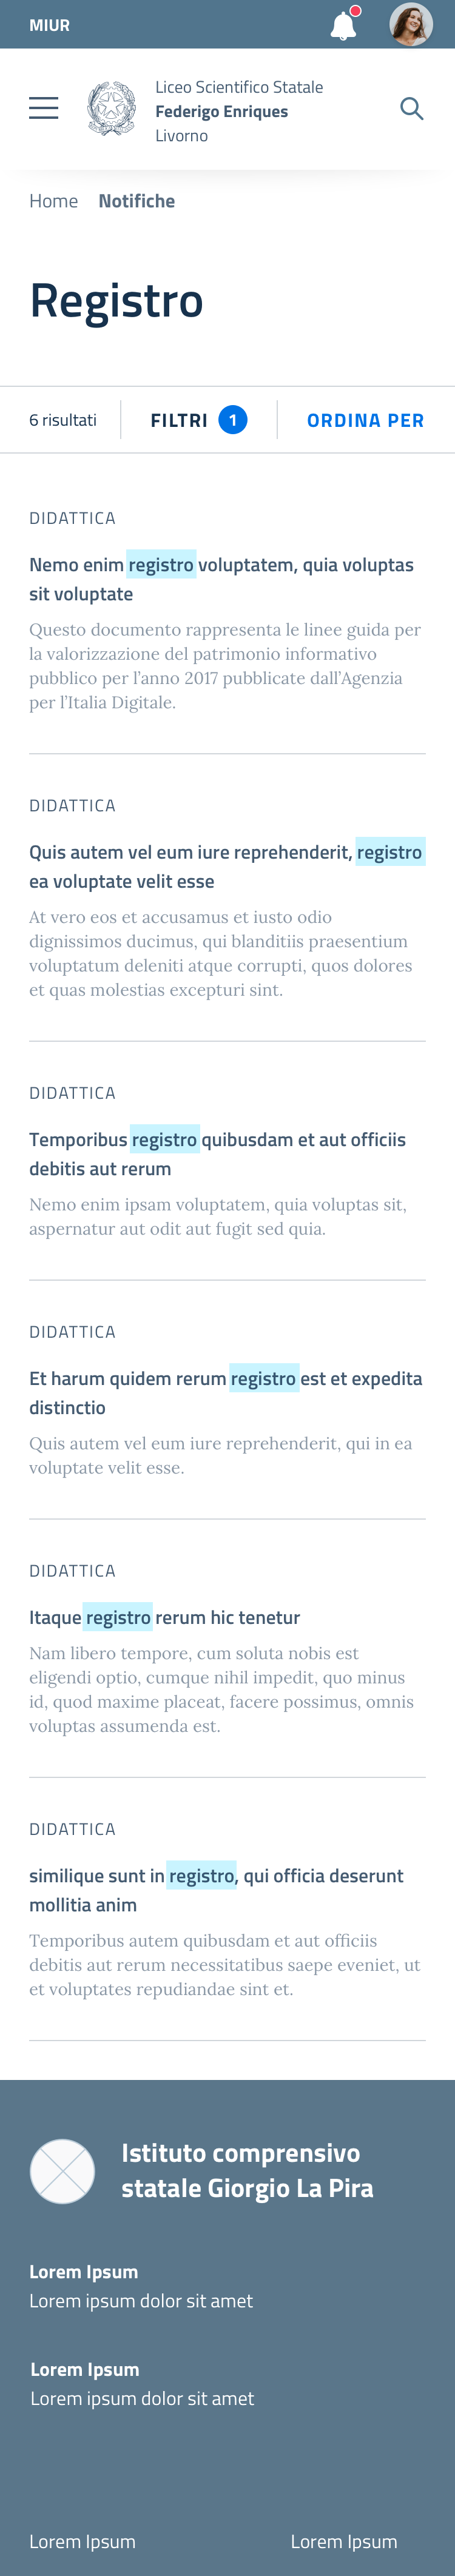 MIUR
Liceo Scientifico Statale
Federigo Enriques
Livorno
Home Notifiche
Registro
6 risultati FILTRI 1 ORDINA PER
DIDATTICA
Nemo enim registro voluptatem, quia voluptas
sit voluptate
Questo documento rappresenta le linee guida per
la valorizzazione del patrimonio informativo
pubblico per l’anno 2017 pubblicate dall’Agenzia
per l’Italia Digitale.
DIDATTICA
Quis autem vel eum iure reprehenderit, registro
ea voluptate velit esse
At vero eos et accusamus et iusto odio
dignissimos ducimus, qui blanditiis praesentium
voluptatum deleniti atque corrupti, quos dolores
et quas molestias excepturi sint.
DIDATTICA
Temporibus registro quibusdam et aut officiis
debitis aut rerum
Nemo enim ipsam voluptatem, quia voluptas sit,
aspernatur aut odit aut fugit sed quia.
DIDATTICA
Et harum quidem rerum registro est et expedita
distinctio
Quis autem vel eum iure reprehenderit, qui in ea
voluptate velit esse.
DIDATTICA
Itaque registro rerum hic tenetur
Nam libero tempore, cum soluta nobis est
eligendi optio, cumque nihil impedit, quo minus
id, quod maxime placeat, facere possimus, omnis
voluptas assumenda est.
DIDATTICA
similique sunt in registro, qui officia deserunt
mollitia anim
Temporibus autem quibusdam et aut officiis
debitis aut rerum necessitatibus saepe eveniet, ut
et voluptates repudiandae sint et.
Istituto comprensivo
statale Giorgio La Pira
Lorem Ipsum
Lorem ipsum dolor sit amet
Lorem Ipsum
Lorem ipsum dolor sit amet
Lorem Ipsum Lorem Ipsum